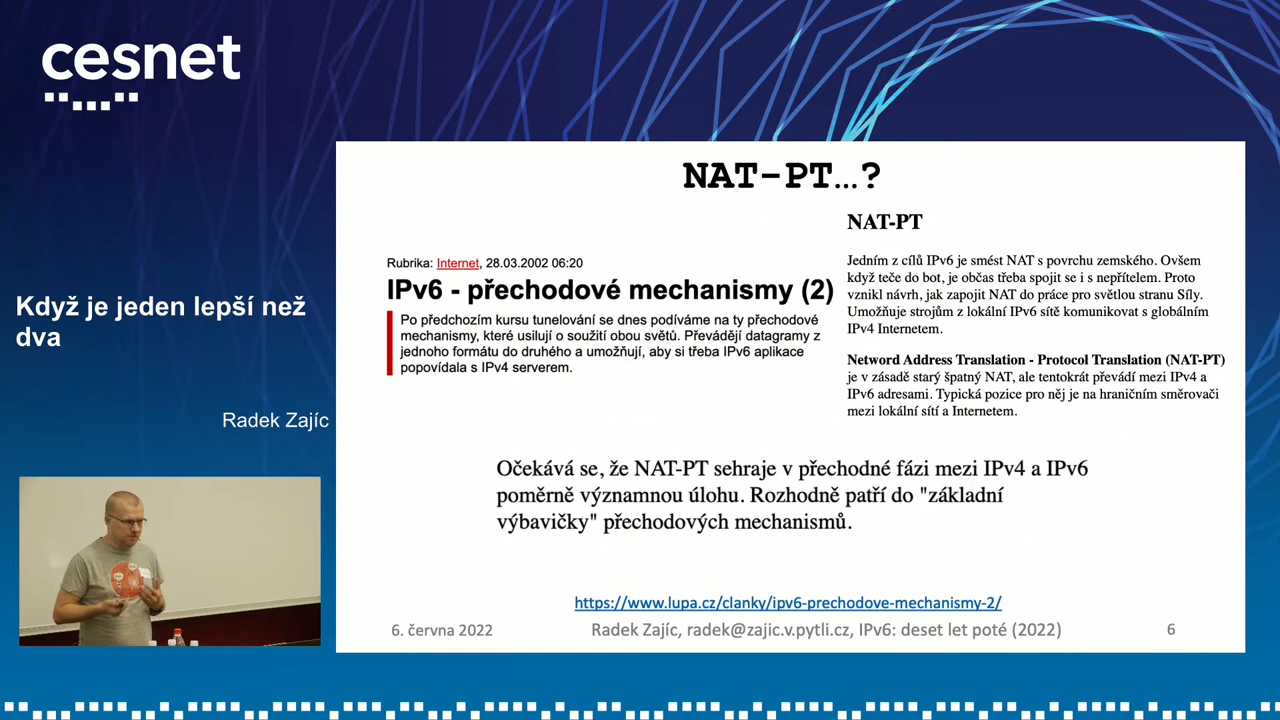 cesnet
Když je jeden lepší než
dva
Radek Zajíc
NAT-PT…?
Rubrika: Internet, 28.03.2002 06:20
IPv6 - přechodové mechanismy (2)
Po předchozím kursu tunelování se dnes podíváme na ty přechodové
mechanismy, které usilují o soužití obou světů. Převádějí datagramy z
jednoho formátu do druhého a umožňují, aby si třeba IPv6 aplikace
popovídala s IPv4 serverem.
NAT-PT
Jedním z cílů IPv6 je smést NAT s povrchu zemského. Ovšem
když teče do bot, je občas třeba spojit se i s nepřítelem. Proto
vznikl návrh, jak zapojit NAT do práce pro světlou stranu Síly.
Umožňuje strojům z lokální IPv6 sítě komunikovat s globálním
IPv4 Internetem.
Netword Address Translation - Protocol Translation (NAT-PT)
je v zásadě starý špatný NAT, ale tentokrát převádí mezi IPv4 a
IPv6 adresami. Typická pozice pro něj je na hraničním směrovači
mezi lokální sítí a Internetem.
Očekává se, že NAT-PT sehraje v přechodné fázi mezi IPv4 a IPv6
poměrně významnou úlohu. Rozhodně patří do "základní
výbavičky" přechodových mechanismů.
https://www.lupa.cz/clanky/ipv6-prechodove-mechanismy-2/
6. června 2022
Radek Zajíc, radek@zajic.v.pytli.cz, IPv6: deset let poté (2022)
6